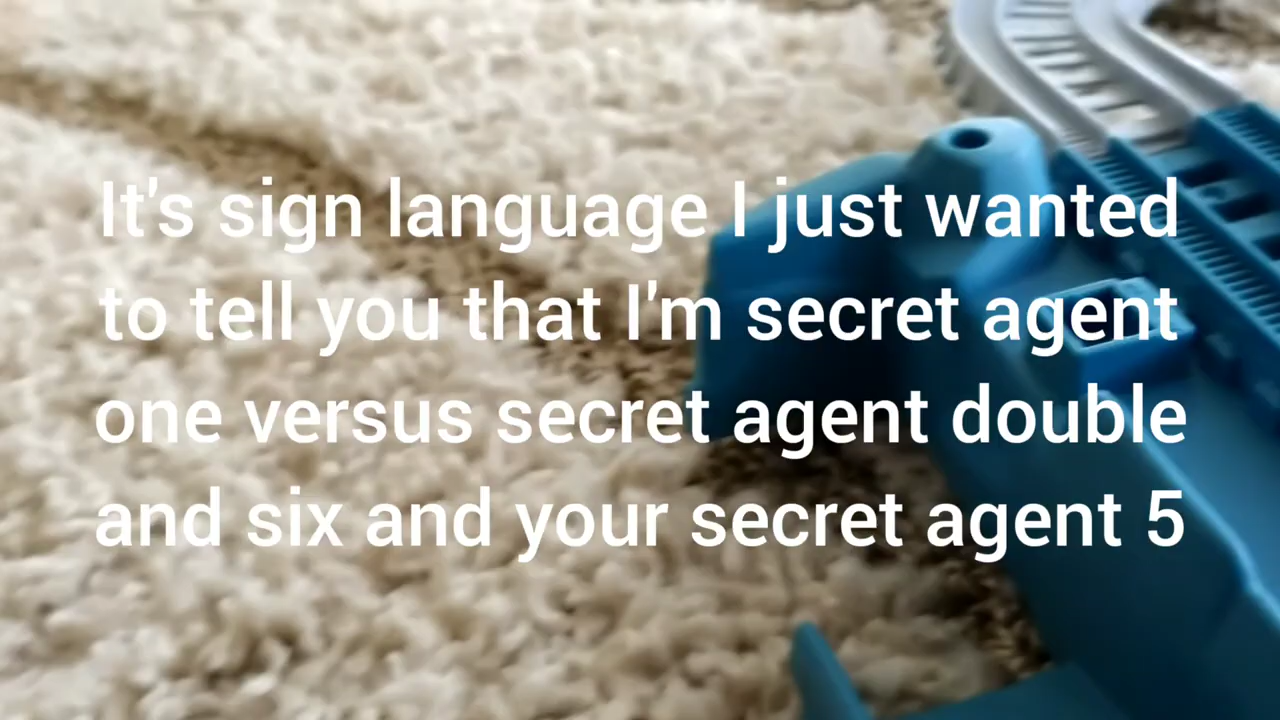 It's sign language I just wanted
to tell you that I'm secret agent
one versus secret agent double
and six and your secret agent 5